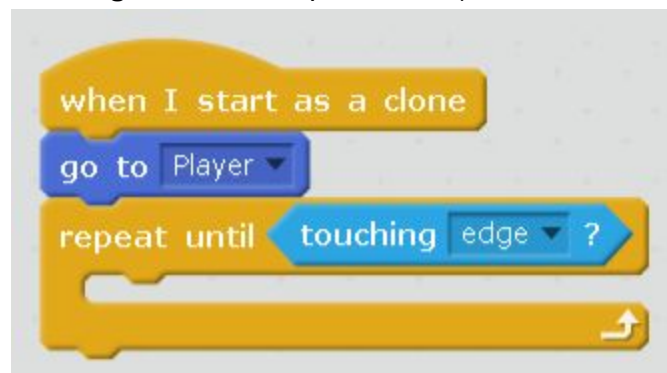 when I start as a clone
go to Player
repeat until touching edge ?